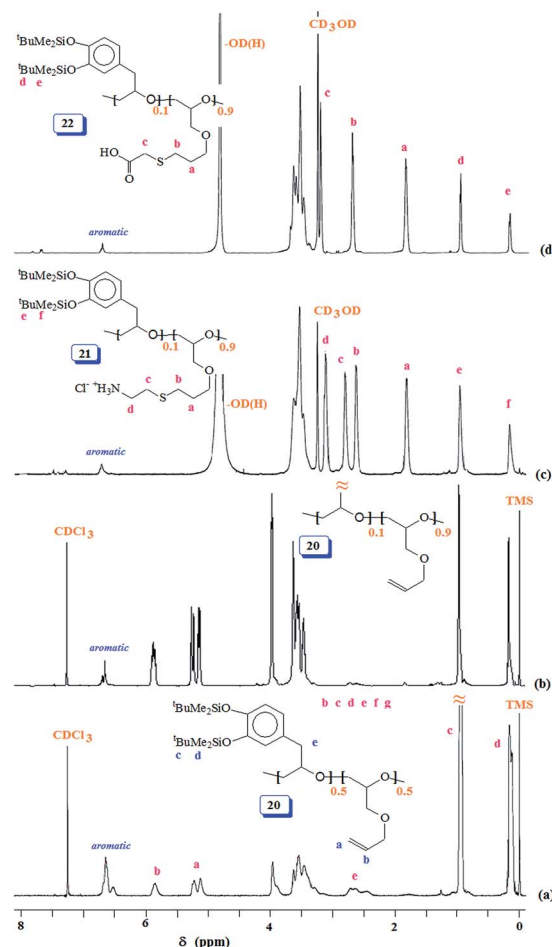 ᵗBuMe₂SiO
ᵗBuMe₂SiO
d e
22
O
0.1
O
0.9
O
HO
O
c
S
b
a
-OD(H)
CD₃OD
c
b
a
d
e
aromatic
(d)
ᵗBuMe₂SiO
ᵗBuMe₂SiO
e f
21
O
0.1
O
0.9
O
Cl⁻ ⁺H₃N
d
c
S
b
a
-OD(H)
CD₃OD
d
c
b
a
e
f
aromatic
(c)
CDCl₃
≈
20
O
0.1
O
0.9
O
TMS
aromatic
(b)
b c d e f g
ᵗBuMe₂SiO
ᵗBuMe₂SiO
c d
e
20
O
0.5
O
0.5
O
a
b
CDCl₃
≈
TMS
c
d
aromatic
b
a
e
(a)
8 6 4 2 0
δ (ppm)